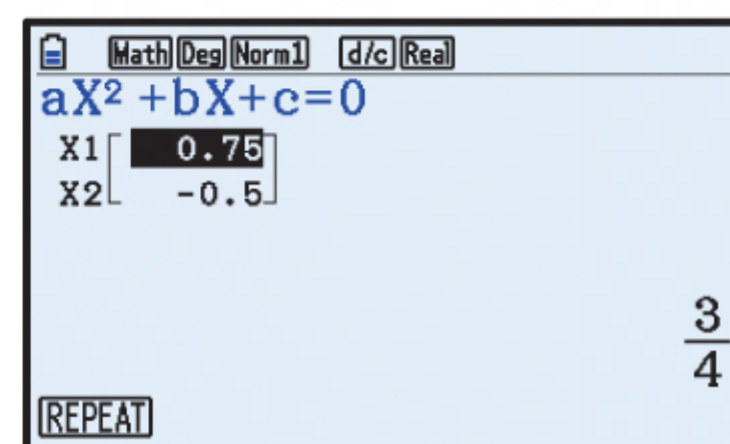 Math Deg Norm1 d/c Real
aX² +bX+c=0
X1[ 0.75]
X2[ -0.5]
3
4
REPEAT